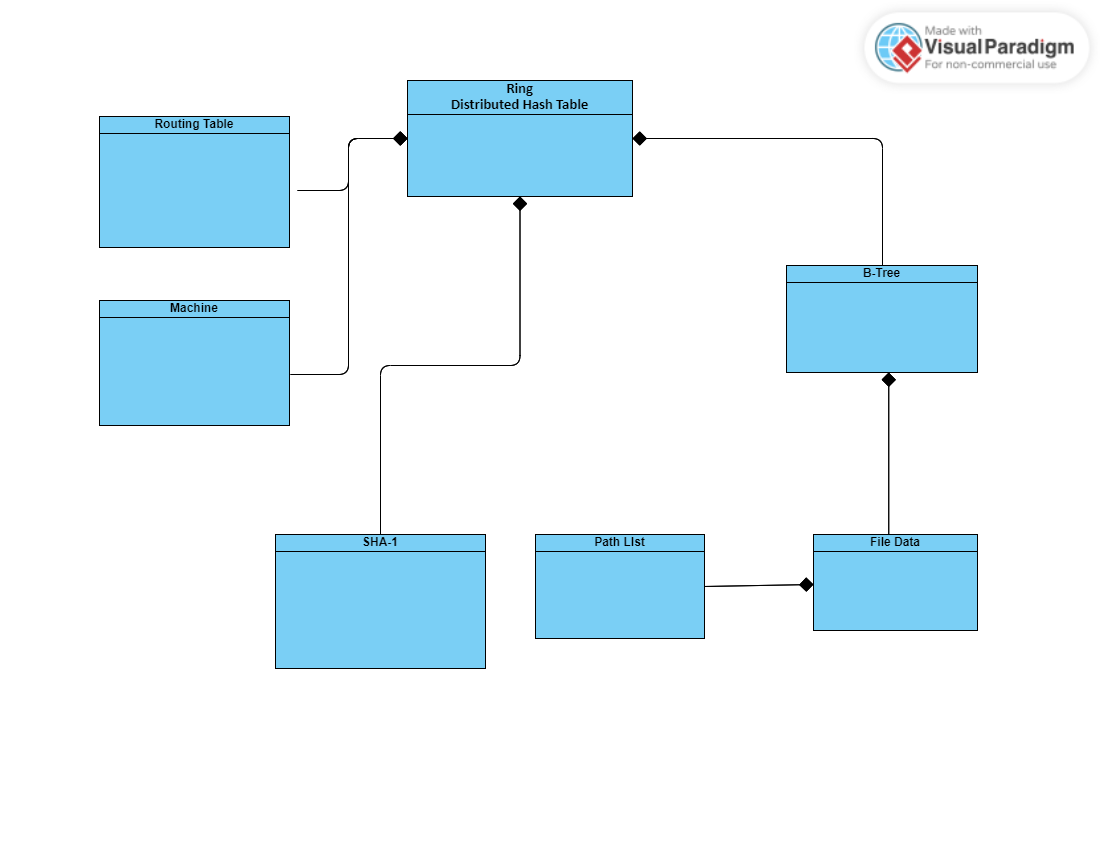 Made with
Visual Paradigm
For non-commercial use
Ring
Distributed Hash Table
Routing Table
B-Tree
Machine
SHA-1
Path LIst
File Data